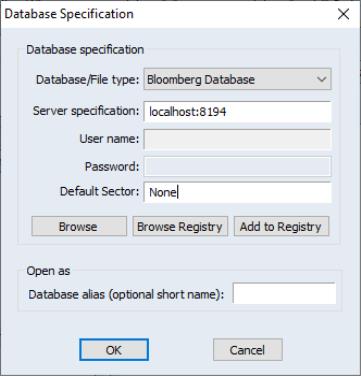 Database Specification
Database specification
Database/File type: Bloomberg Database
Server specification: localhost:8194
User name:
Password:
Default Sector: None
Browse Browse Registry Add to Registry
Open as
Database alias (optional short name):
OK Cancel